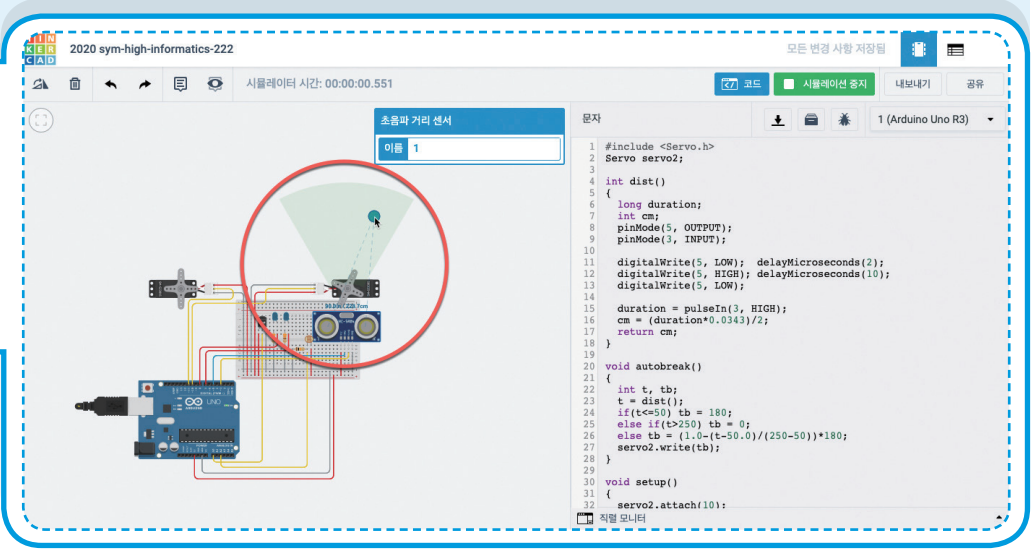 TIN
KER
CAD
2020 sym-high-informatics-222
모든 변경 사항 저장됨
시뮬레이터 시간: 00:00:00.551
코드
시뮬레이션 중지
내보내기
공유
초음파 거리 센서
이름 1
문자
1 (Arduino Uno R3)
1 #include <Servo.h>
2 Servo servo2;
3
4 int dist()
5 {
6 long duration;
7 int cm;
8 pinMode(5, OUTPUT);
9 pinMode(3, INPUT);
10
11 digitalWrite(5, LOW); delayMicroseconds(2);
12 digitalWrite(5, HIGH); delayMicroseconds(10);
13 digitalWrite(5, LOW);
14
15 duration = pulseIn(3, HIGH);
16 cm = (duration*0.0343)/2;
17 return cm;
18 }
19
20 void autobreak()
21 {
22 int t, tb;
23 t = dist();
24 if(t<=50) tb = 180;
25 else if(t>250) tb = 0;
26 else tb = (1.0-(t-50.0)/(250-50))*180;
27 servo2.write(tb);
28 }
29
30 void setup()
31 {
32 servo2.attach(10);
직렬 모니터
UNO